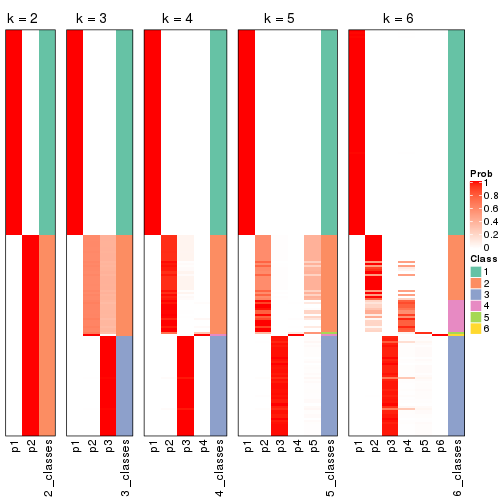 k = 2
k = 3
k = 4
k = 5
k = 6
Prob
1
0.8
0.6
0.4
0.2
0
Class
1
2
3
4
5
6
p1
p2
2_classes
p1
p2
p3
3_classes
p1
p2
p3
p4
4_classes
p1
p2
p3
p4
p5
5_classes
p1
p2
p3
p4
p5
p6
6_classes